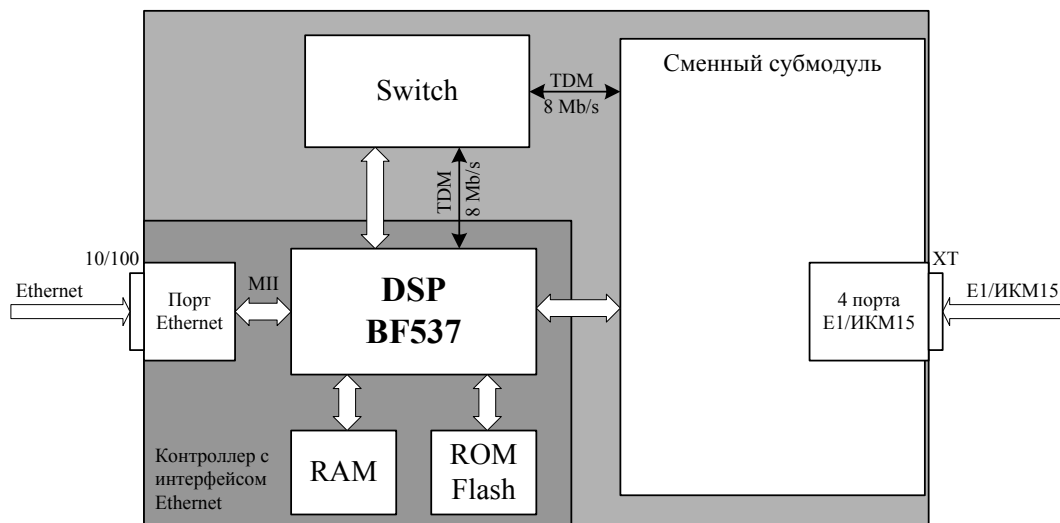 Switch
TDM
8 Mb/s
Сменный субмодуль
TDM
8 Mb/s
10/100
Ethernet
Порт
Ethernet
MII
DSP
BF537
XT
4 порта
E1/ИКМ15
E1/ИКМ15
Контроллер с
интерфейсом
Ethernet
RAM
ROM
Flash